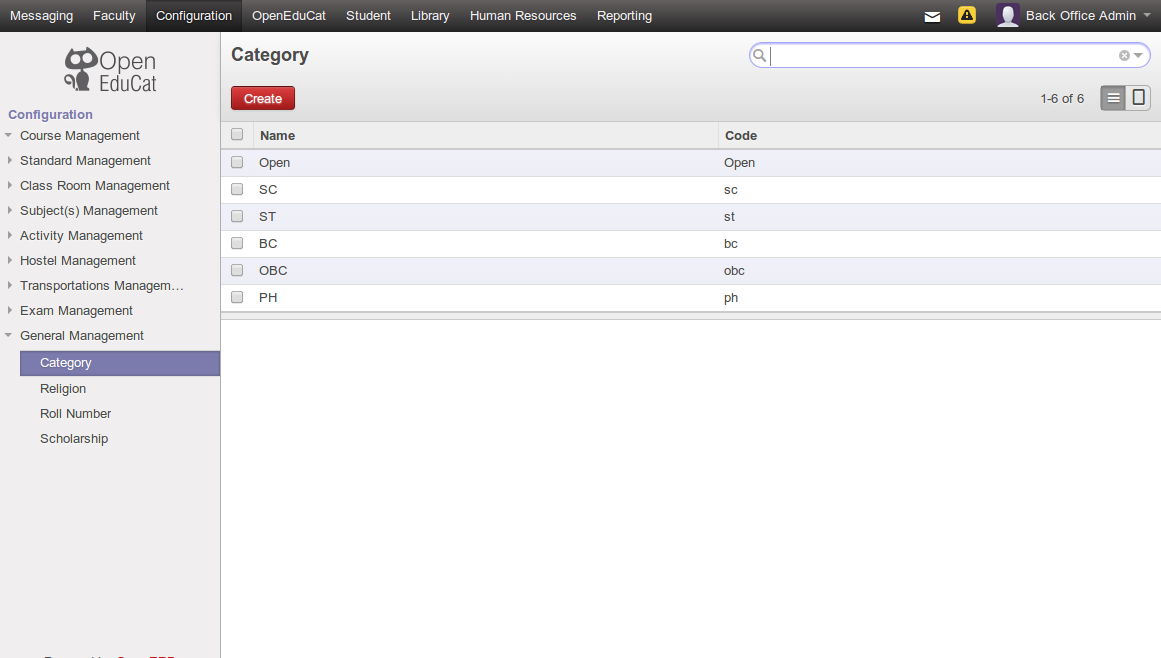 Messaging Faculty Configuration OpenEduCat Student Library Human Resources Reporting Back Office Admin
Open
EduCat
Configuration
Course Management
Standard Management
Class Room Management
Subject(s) Management
Activity Management
Hostel Management
Transportations Managem…
Exam Management
General Management
Category
Religion
Roll Number
Scholarship
Category
Create 1-6 of 6
Name Code
Open Open
SC sc
ST st
BC bc
OBC obc
PH ph